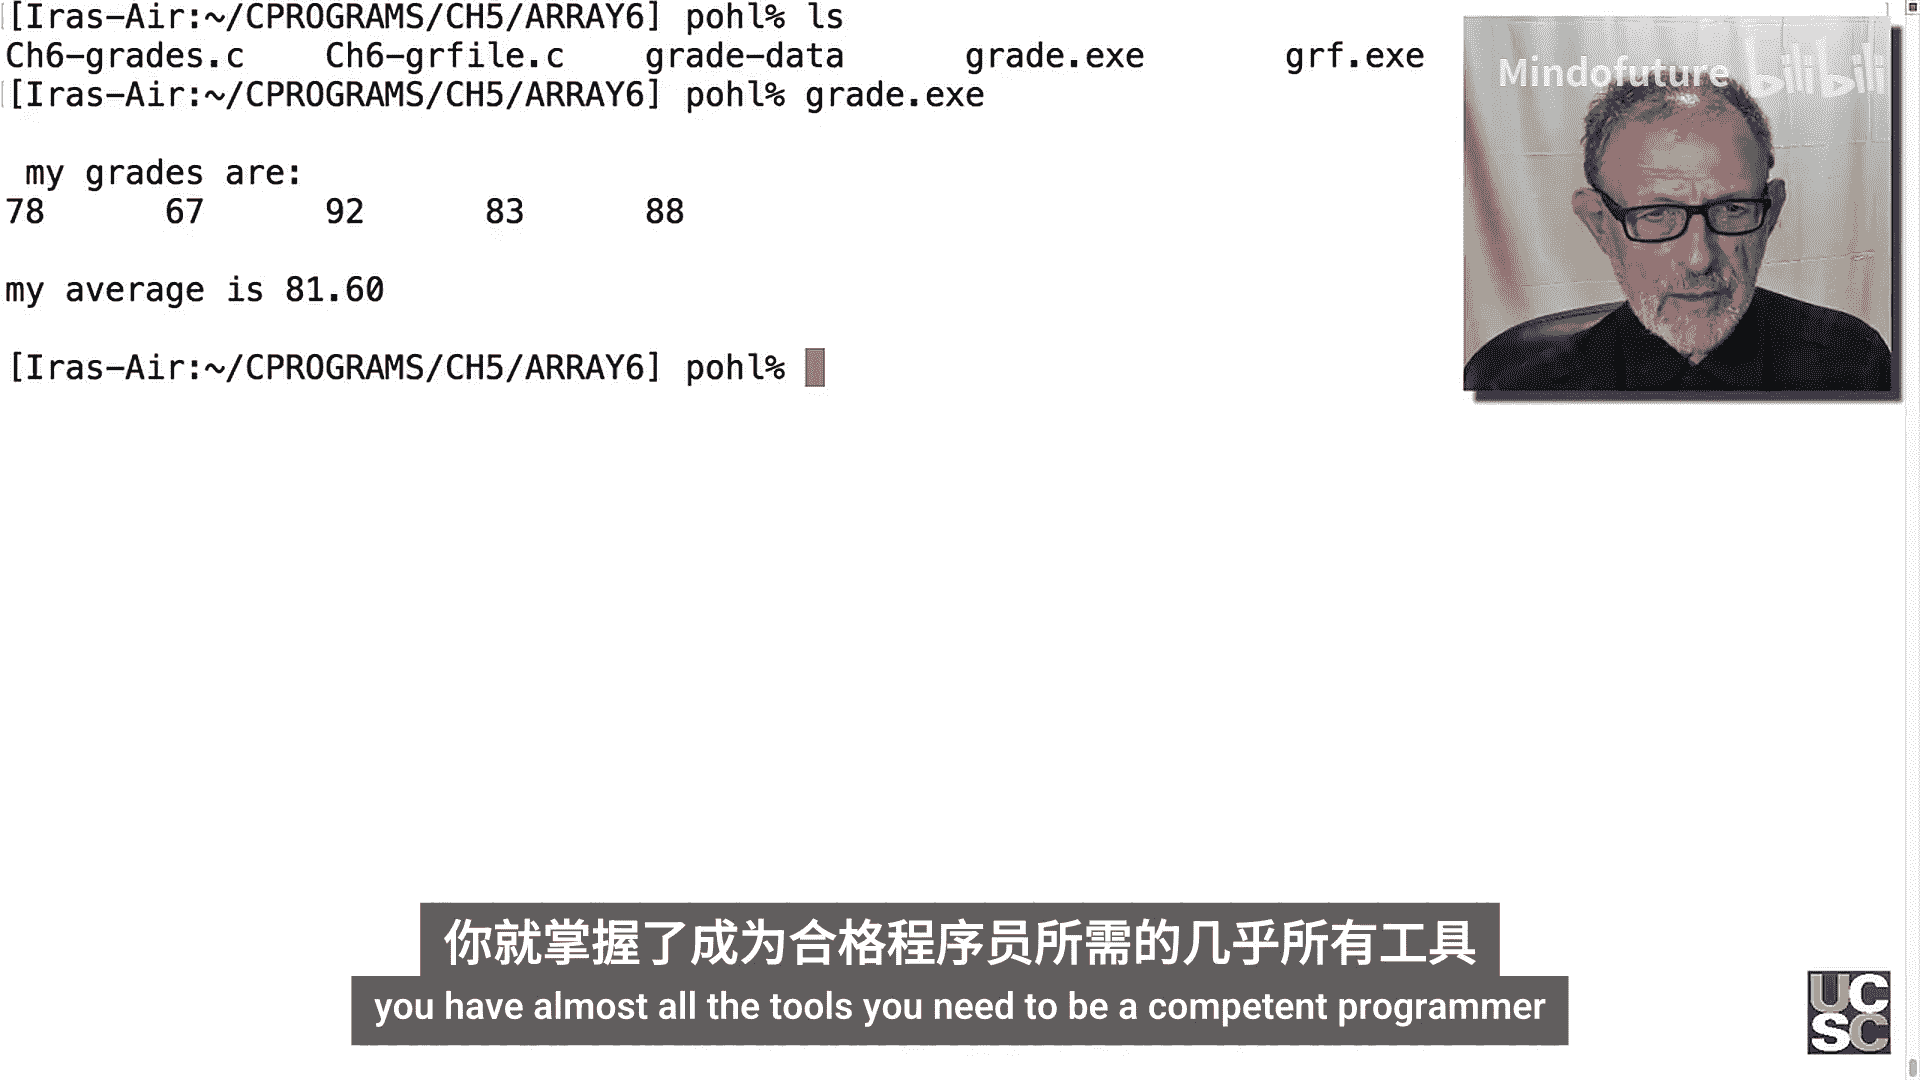 [Iras-Air:~/CPROGRAMS/CH5/ARRAY6] pohl% ls
Ch6-grades.c Ch6-grfile.c grade-data grade.exe grf.exe
[Iras-Air:~/CPROGRAMS/CH5/ARRAY6] pohl% grade.exe
my grades are:
78 67 92 83 88
my average is 81.60
[Iras-Air:~/CPROGRAMS/CH5/ARRAY6] pohl%
Mindofuture bilibili
你就掌握了成为合格程序员所需的几乎所有工具
you have almost all the tools you need to be a competent programmer
UC
SC